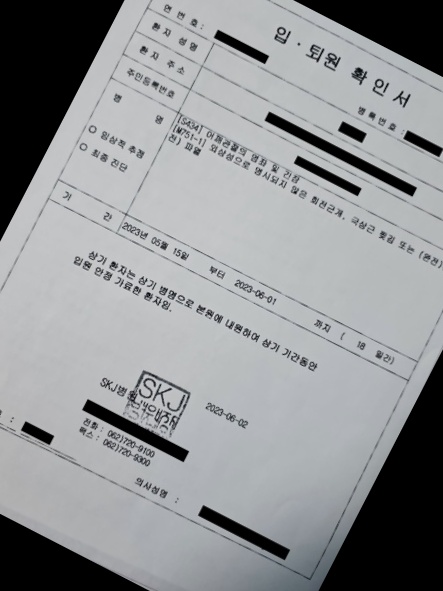 입 · 퇴원 확인서
연 번 호 :
병록번호 :
환 자 성 명
환 자 주 소
주민등록번호
병 명
○ 임상적 추정
○ 최종 진단
[S434] 어깨관절의 염좌 및 긴장
[M751-1] 외상성으로 명시되지 않은 회전근개, 극상근 찢김 또는 (완전)(불완
전) 파열
기 간
2023년 05월 15일 부터 2023-06-01 까지 ( 18 일간)
상기 환자는 상기 병명으로 본원에 내원하여 상기 기간동안
입원 안정 가료한 환자임.
2023-06-02
SKJ병원
SKJ
전화 : 062)720-9100
팩스 : 062)720-9300
의사성명 :